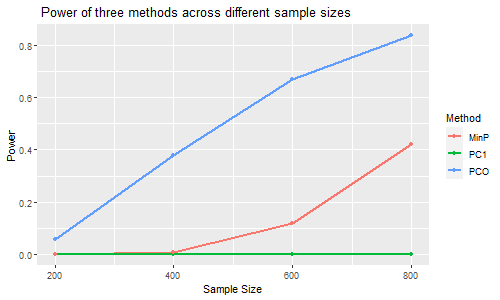 Power of three methods across different sample sizes
Power
0.8
0.6
0.4
0.2
0.0
200
400
600
800
Sample Size
Method
MinP
PC1
PCO